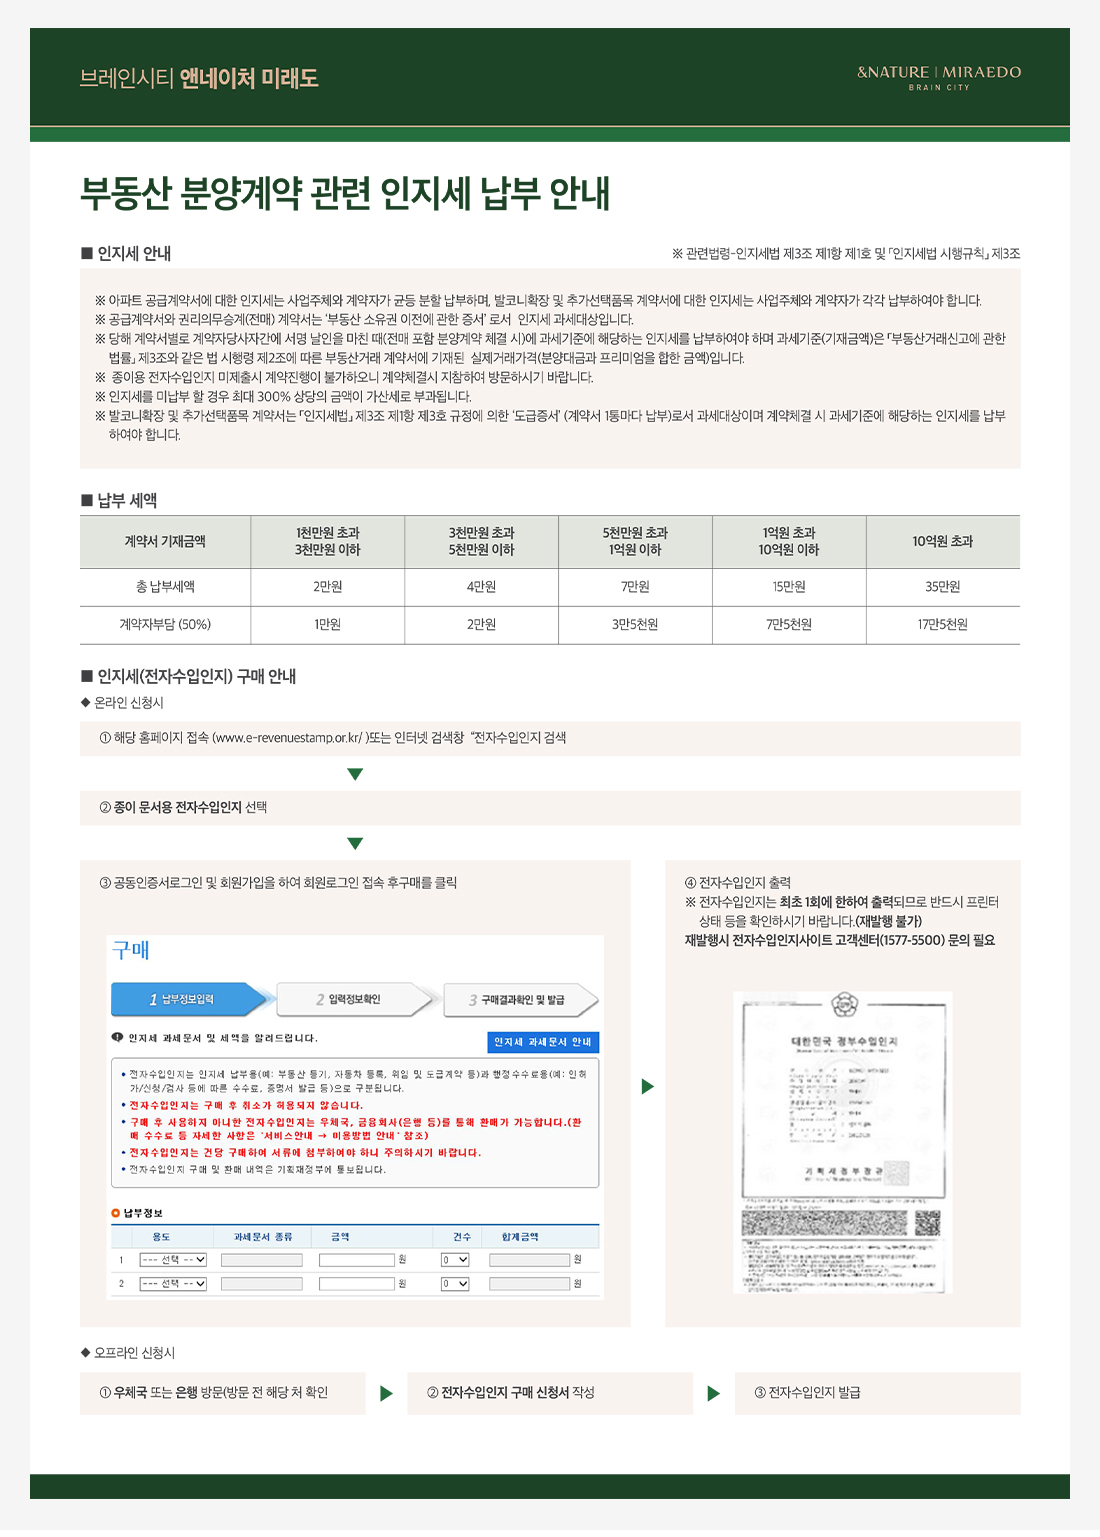 브레인시티 앤네이처 미래도
&NATURE | MIRAEDO
BRAIN CITY
부동산 분양계약 관련 인지세 납부 안내
■ 인지세 안내
※ 관련법령-인지세법 제3조 제1항 제1호 및 「인지세법 시행규칙」 제3조
※ 아파트 공급계약서에 대한 인지세는 사업주체와 계약자가 균등 분할 납부하며, 발코니확장 및 추가선택품목 계약서에 대한 인지세는 사업주체와 계약자가 각각 납부하여야 합니다.
※ 공급계약서와 권리의무승계(전매) 계약서는 '부동산 소유권 이전에 관한 증서' 로서 인지세 과세대상입니다.
※ 당해 계약서별로 계약자당사자간에 서명 날인을 마친 때(전매 포함 분양계약 체결 시)에 과세기준에 해당하는 인지세를 납부하여야 하며 과세기준(기재금액)은 「부동산거래신고에 관한
법률」 제3조와 같은 법 시행령 제2조에 따른 부동산거래 계약서에 기재된 실제거래가격(분양대금과 프리미엄을 합한 금액)입니다.
※ 종이용 전자수입인지 미제출시 계약진행이 불가하오니 계약체결시 지참하여 방문하시기 바랍니다.
※ 인지세를 미납부 할 경우 최대 300% 상당의 금액이 가산세로 부과됩니다.
※ 발코니확장 및 추가선택품목 계약서는 「인지세법」 제3조 제1항 제3호 규정에 의한 '도급증서' (계약서 1통마다 납부)로서 과세대상이며 계약체결 시 과세기준에 해당하는 인지세를 납부
하여야 합니다.
■ 납부 세액
계약서 기재금액 1천만원 초과 3천만원 이하 3천만원 초과 5천만원 이하 5천만원 초과 1억원 이하 1억원 초과 10억원 이하 10억원 초과
총 납부세액 2만원 4만원 7만원 15만원 35만원
계약자부담 (50%) 1만원 2만원 3만5천원 7만5천원 17만5천원
■ 인지세(전자수입인지) 구매 안내
◆ 온라인 신청시
① 해당 홈페이지 접속 (www.e-revenuestamp.or.kr/ )또는 인터넷 검색창 “전자수입인지 검색
② 종이 문서용 전자수입인지 선택
③ 공동인증서로그인 및 회원가입을 하여 회원로그인 접속 후구매를 클릭
구매
1 납부정보입력 2 입력정보확인 3 구매결과확인 및 발급
인지세 과세문서 및 세액을 알려드립니다.
인지세 과세문서 안내
• 전자수입인지는 인지세 납부용(예: 부동산 등기, 자동차 등록, 위임 및 도급계약 등)과 행정수수료용(예: 인허
가/신청/검사 등에 따른 수수료, 증명서 발급 등)으로 구분됩니다.
• 전자수입인지는 구매 후 취소가 허용되지 않습니다.
• 구매 후 사용하지 아니한 전자수입인지는 우체국, 금융회사(은행 등)를 통해 환매가 가능합니다.(환
매 수수료 등 자세한 사항은 '서비스안내 → 이용방법 안내' 참조)
• 전자수입인지는 건당 구매하여 서류에 첨부하여야 하니 주의하시기 바랍니다.
• 전자수입인지 구매 및 환매 내역은 기획재정부에 통보됩니다.
납부정보
용도 과세문서 종류 금액 건수 합계금액
1 --- 선택 -- 원 0 원
2 --- 선택 -- 원 0 원
④ 전자수입인지 출력
※ 전자수입인지는 최초 1회에 한하여 출력되므로 반드시 프린터
상태 등을 확인하시기 바랍니다.(재발행 불가)
재발행시 전자수입인지사이트 고객센터(1577-5500) 문의 필요
대한민국 정부수입인지
기획재정부장관
◆ 오프라인 신청시
① 우체국 또는 은행 방문(방문 전 해당 처 확인
② 전자수입인지 구매 신청서 작성
③ 전자수입인지 발급